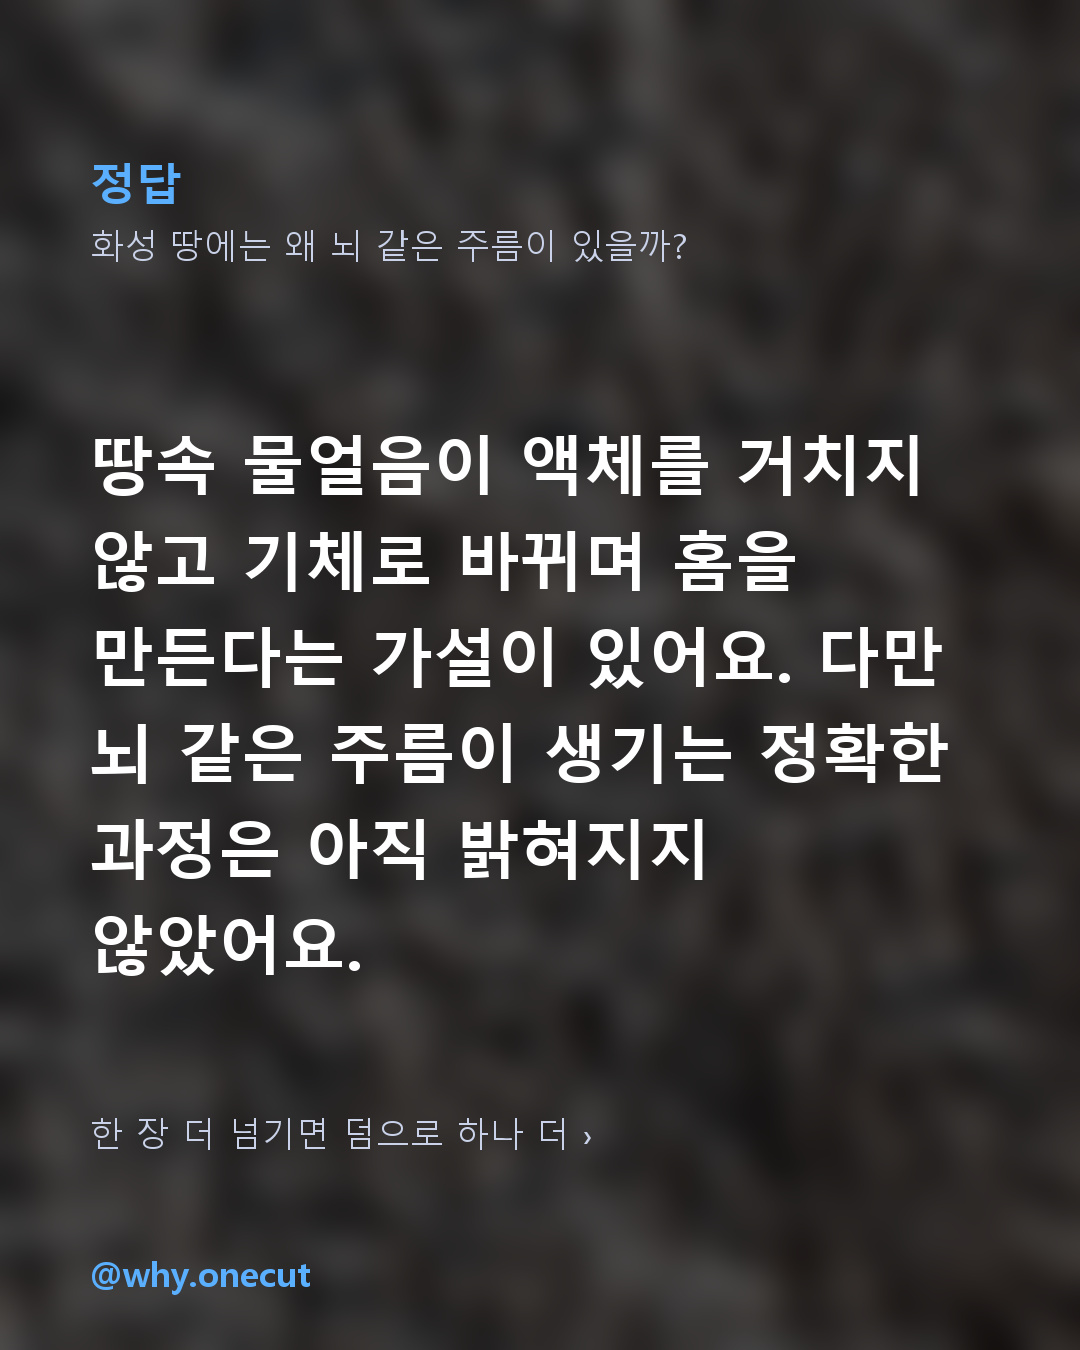 정답
화성 땅에는 왜 뇌 같은 주름이 있을까?
땅속 물얼음이 액체를 거치지
않고 기체로 바뀌며 홈을
만든다는 가설이 있어요. 다만
뇌 같은 주름이 생기는 정확한
과정은 아직 밝혀지지
않았어요.
한 장 더 넘기면 덤으로 하나 더 ›
@why.onecut